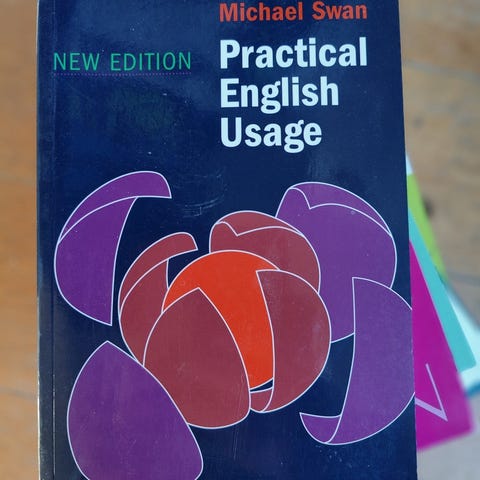 Michael Swan
NEW EDITION
Practical
English
Usage